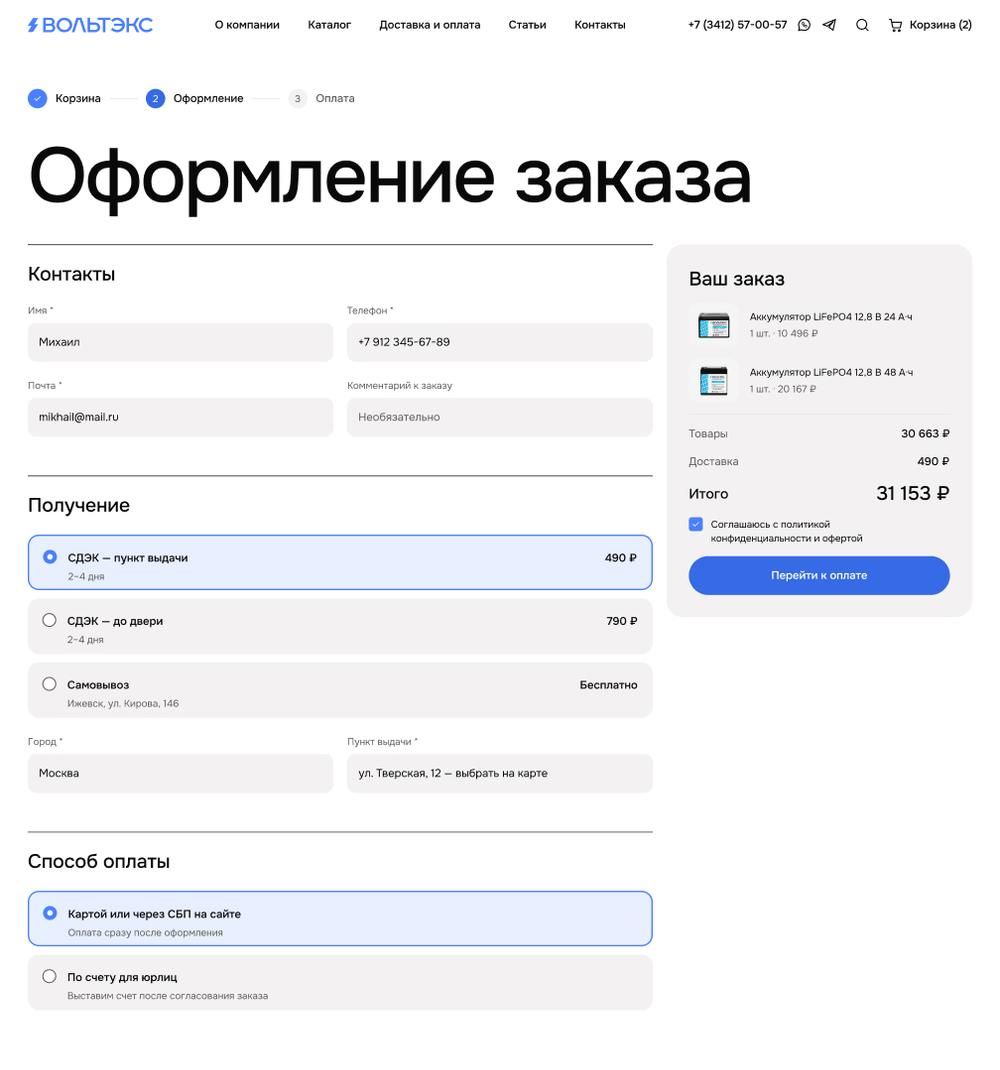 ВОЛЬТЭКС
О компании
Каталог
Доставка и оплата
Статьи
Контакты
+7 (3412) 57-00-57
Корзина (2)
Корзина
2 Оформление
3 Оплата
Оформление заказа
Контакты
Имя *
Михаил
Телефон *
+7 912 345-67-89
Почта *
mikhail@mail.ru
Комментарий к заказу
Необязательно
Получение
СДЭК — пункт выдачи
490 ₽
2–4 дня
СДЭК — до двери
790 ₽
2–4 дня
Самовывоз
Бесплатно
Ижевск, ул. Кирова, 146
Город *
Москва
Пункт выдачи *
ул. Тверская, 12 — выбрать на карте
Способ оплаты
Картой или через СБП на сайте
Оплата сразу после оформления
По счету для юрлиц
Выставим счет после согласования заказа
Ваш заказ
Аккумулятор LiFePO4 12,8 В 24 А·ч
1 шт. · 10 496 ₽
Аккумулятор LiFePO4 12,8 В 48 А·ч
1 шт. · 20 167 ₽
Товары
30 663 ₽
Доставка
490 ₽
Итого
31 153 ₽
Соглашаюсь с политикой
конфиденциальности и офертой
Перейти к оплате